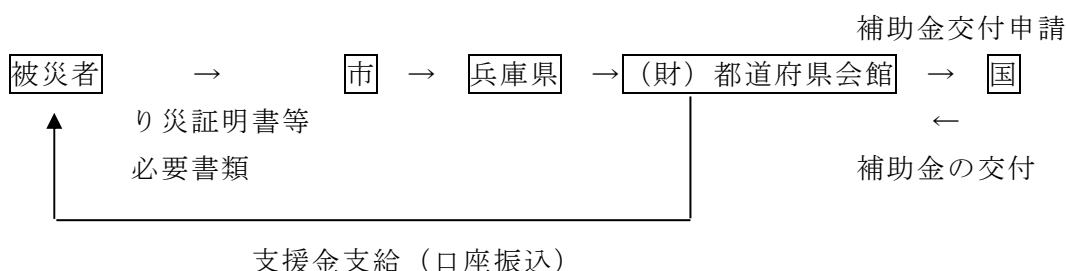 補助金交付申請
被災者 → 市 → 兵庫県 → (財)都道府県会館 → 国
り災証明書等 ←
必要書類 補助金の交付
支援金支給(口座振込)